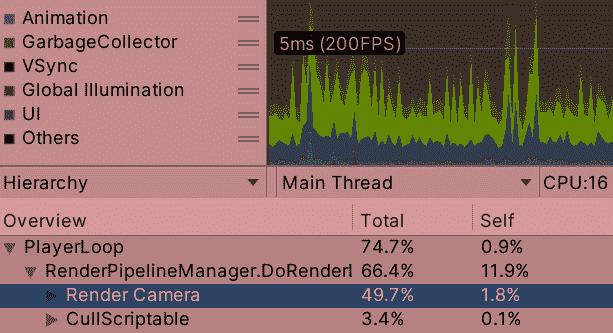 Animation
GarbageCollector
VSync
Global Illumination
UI
Others
5ms (200FPS)
Hierarchy Main Thread CPU:16
Overview Total Self
PlayerLoop 74.7% 0.9%
RenderPipelineManager.DoRenderl 66.4% 11.9%
Render Camera 49.7% 1.8%
CullScriptable 3.4% 0.1%